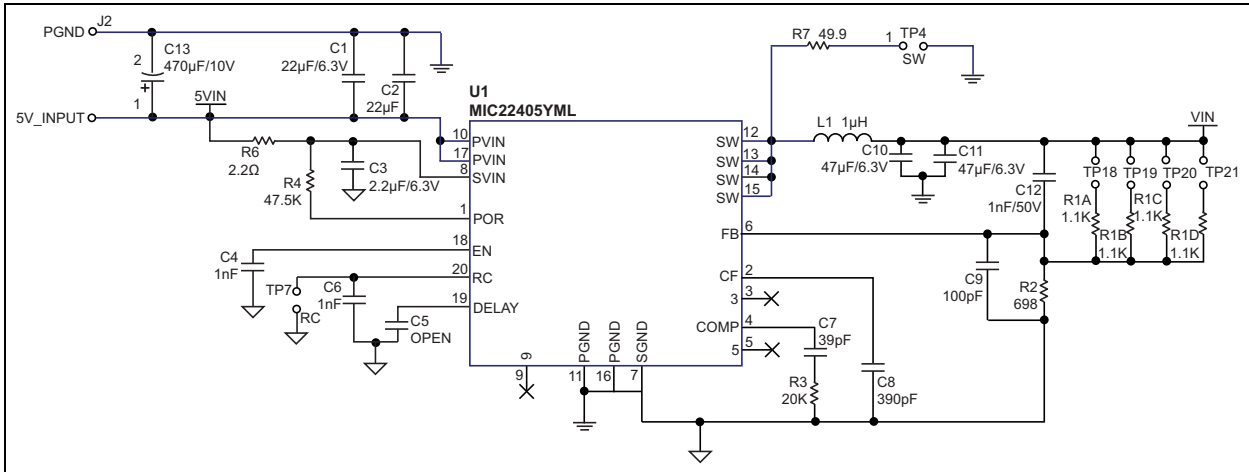 PGND
J2
2
C13
470µF/10V
+
1
5V_INPUT
5VIN
C1
22µF/6.3V
C2
22µF
R6
2.2Ω
R4
47.5K
C3
2.2µF/6.3V
C4
1nF
TP7
RC
C6
1nF
C5
OPEN
U1
MIC22405YML
10
PVIN
17
PVIN
8
SVIN
1
POR
18
EN
20
RC
19
DELAY
9
9
PGND
11
PGND
16
SGND
7
SW 12
SW 13
SW 14
SW 15
FB 6
CF 2
3 3
COMP 4
5 5
R7 49.9
1
TP4
SW
L1 1µH
C10
47µF/6.3V
C11
47µF/6.3V
C12
1nF/50V
VIN
TP18
TP19
TP20
TP21
R1A
1.1K
R1B
1.1K
R1C
1.1K
R1D
1.1K
C9
100pF
R2
698
C7
39pF
R3
20K
C8
390pF